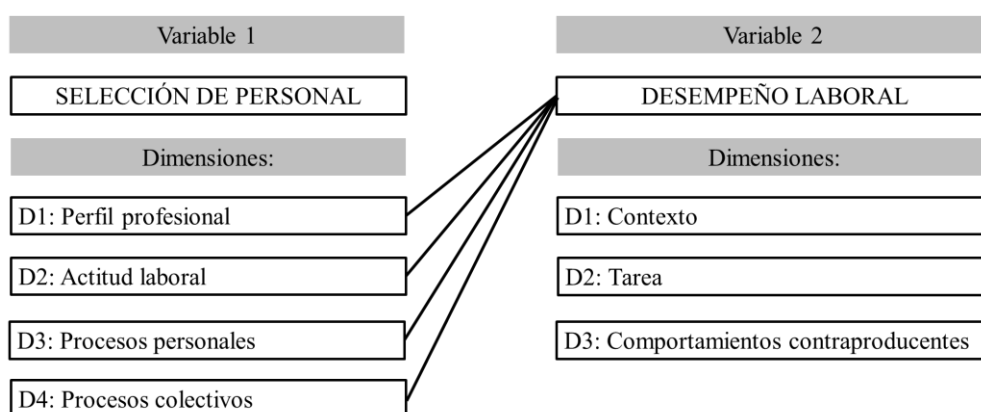 Variable 1
SELECCIÓN DE PERSONAL
Dimensiones:
D1: Perfil profesional
D2: Actitud laboral
D3: Procesos personales
D4: Procesos colectivos
Variable 2
DESEMPEÑO LABORAL
Dimensiones:
D1: Contexto
D2: Tarea
D3: Comportamientos contraproducentes